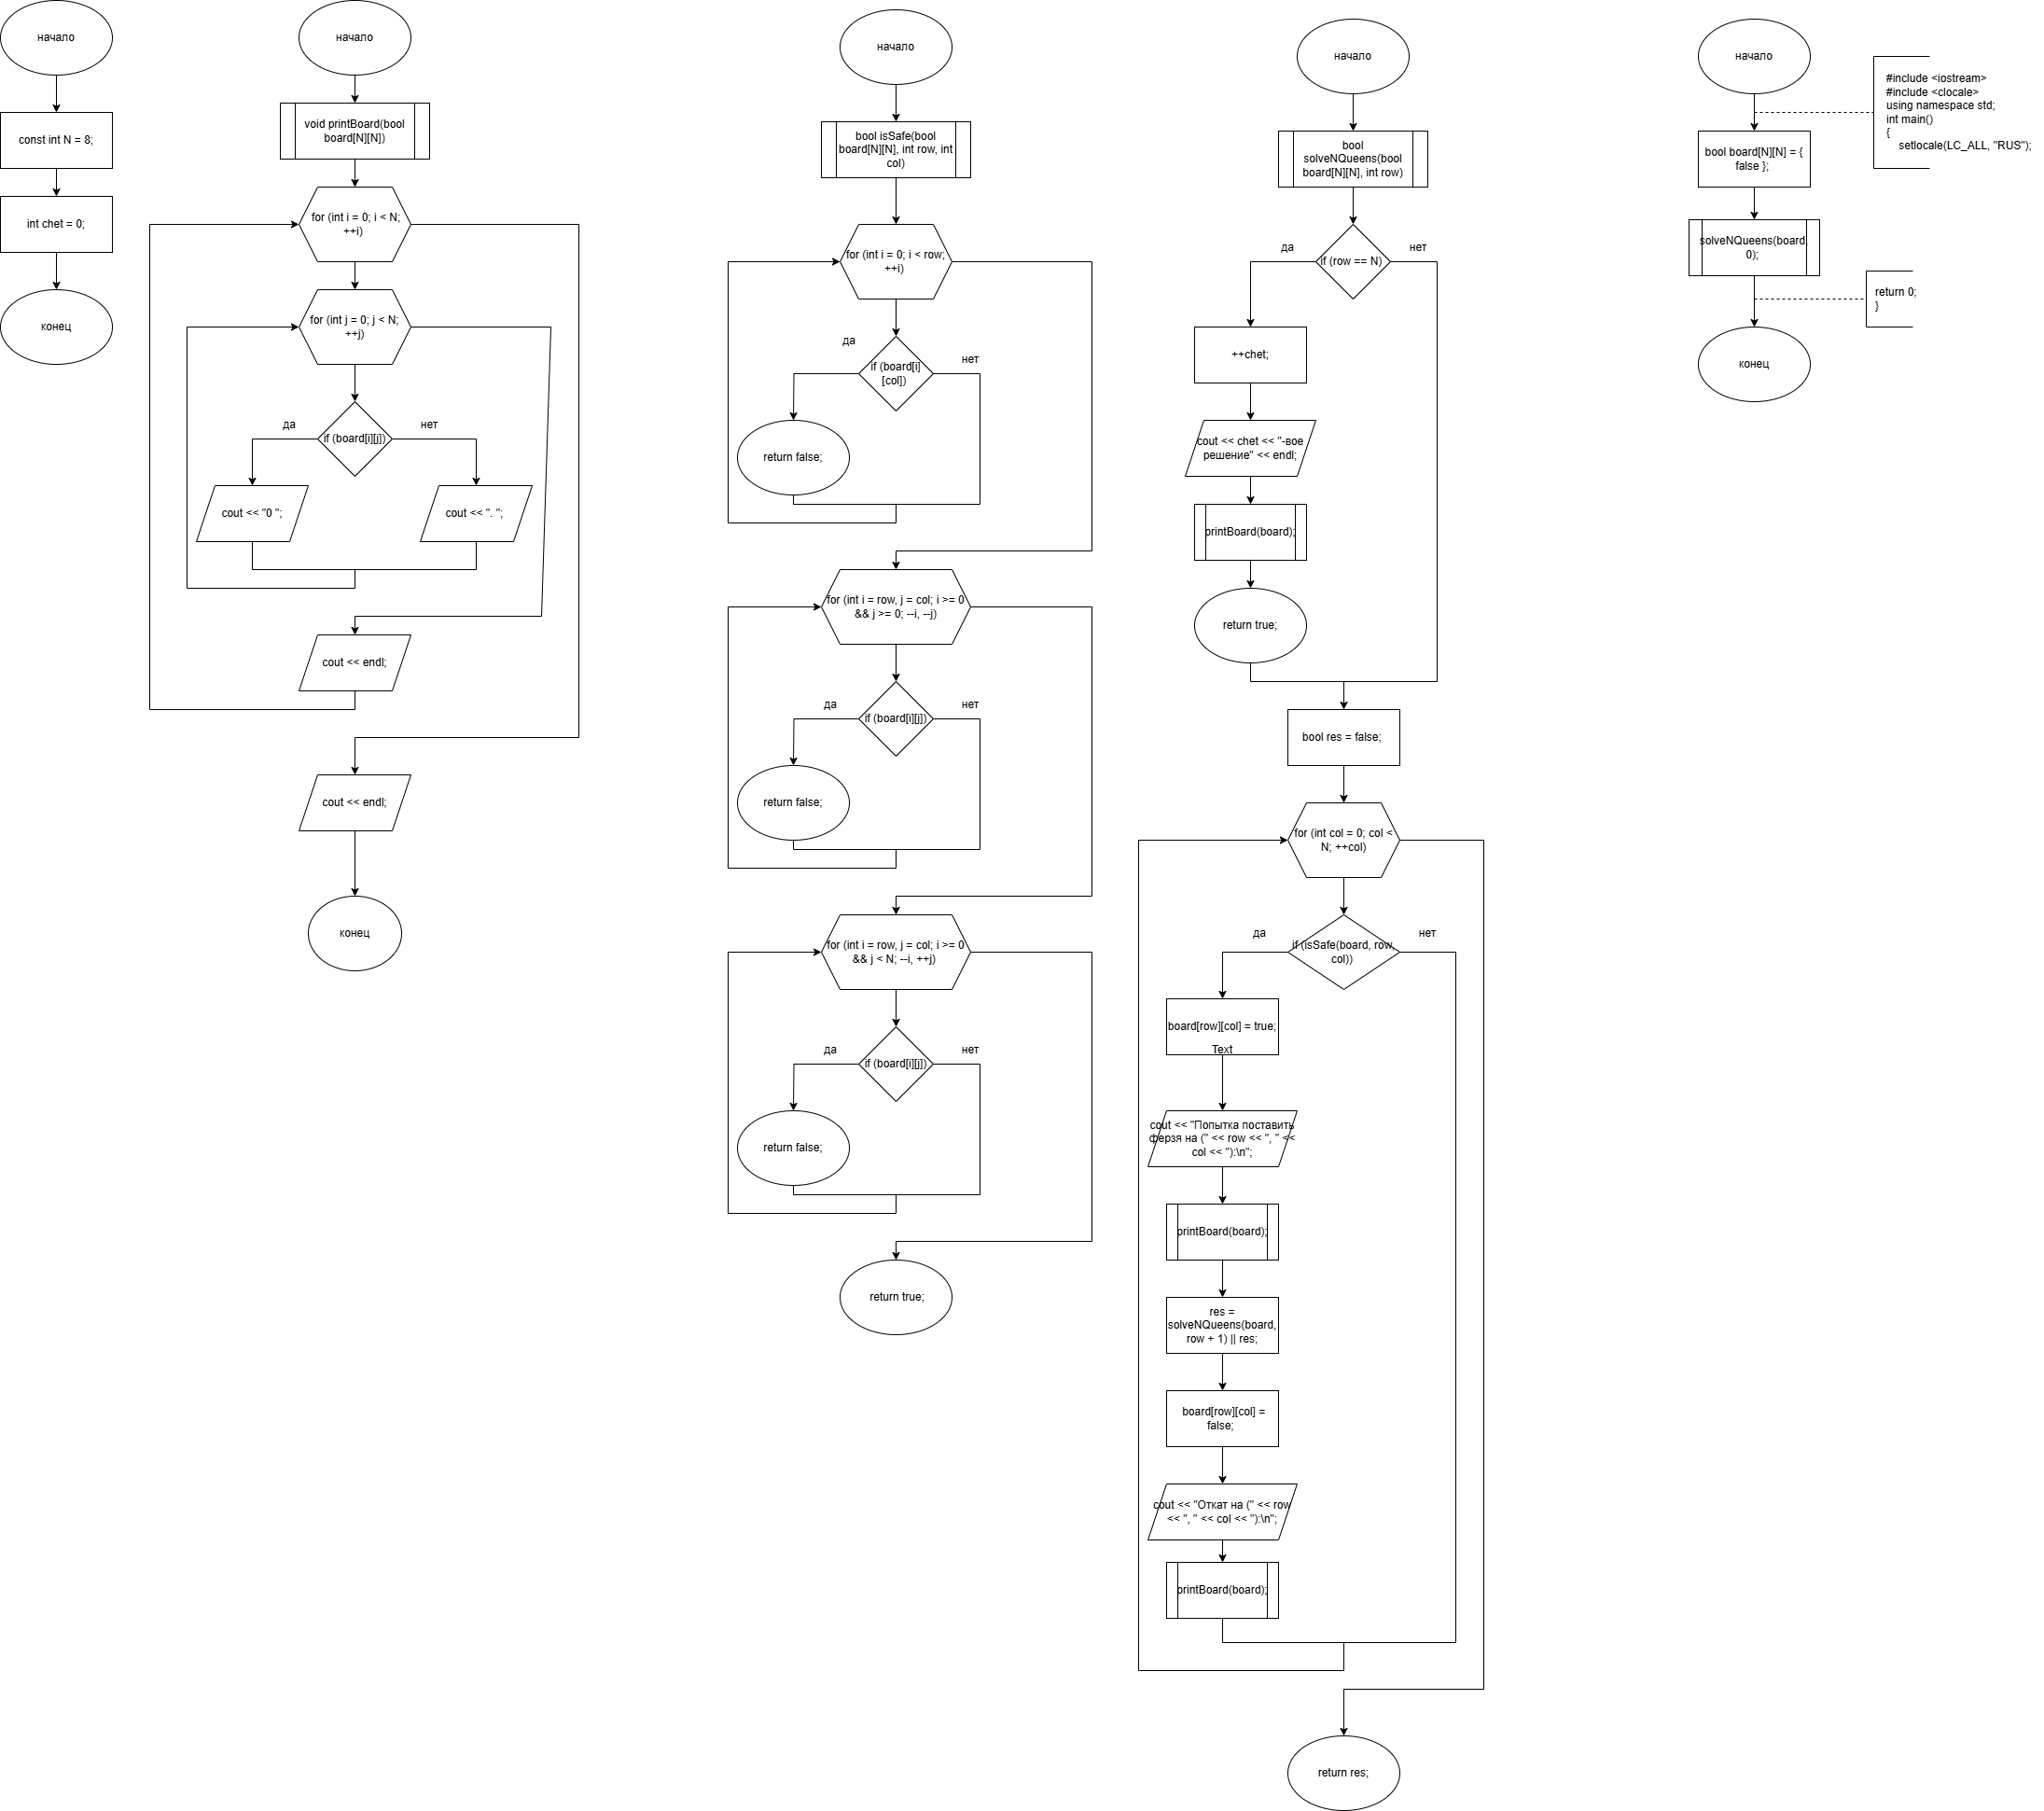 начало
const int N = 8;
int chet = 0;
конец
начало
void printBoard(bool
board[N][N])
for (int i = 0; i < N;
++i)
for (int j = 0; j < N;
++j)
да
нет
if (board[i][j])
cout << "0 ";
cout << ". ";
cout << endl;
cout << endl;
конец
начало
bool isSafe(bool
board[N][N], int row, int
col)
for (int i = 0; i < row;
++i)
да
нет
if (board[i]
[col])
return false;
for (int i = row, j = col; i >= 0
&& j >= 0; --i, --j)
да
нет
if (board[i][j])
return false;
for (int i = row, j = col; i >= 0
&& j < N; --i, ++j)
да
нет
if (board[i][j])
return false;
return true;
начало
bool
solveNQueens(bool
board[N][N], int row)
да
нет
if (row == N)
++chet;
cout << chet << "-вое
решение" << endl;
printBoard(board);
return true;
bool res = false;
for (int col = 0; col <
N; ++col)
да
нет
if (isSafe(board, row,
col))
board[row][col] = true;
Text
cout << "Попытка поставить
ферзя на (" << row << ", " <<
col << "):\n";
printBoard(board);
res =
solveNQueens(board,
row + 1) || res;
board[row][col] =
false;
cout << "Откат на (" << row
<< ", " << col << "):\n";
printBoard(board);
return res;
начало
#include <iostream>
#include <clocale>
using namespace std;
int main()
{
setlocale(LC_ALL, "RUS");
bool board[N][N] = {
false };
solveNQueens(board,
0);
return 0;
}
конец